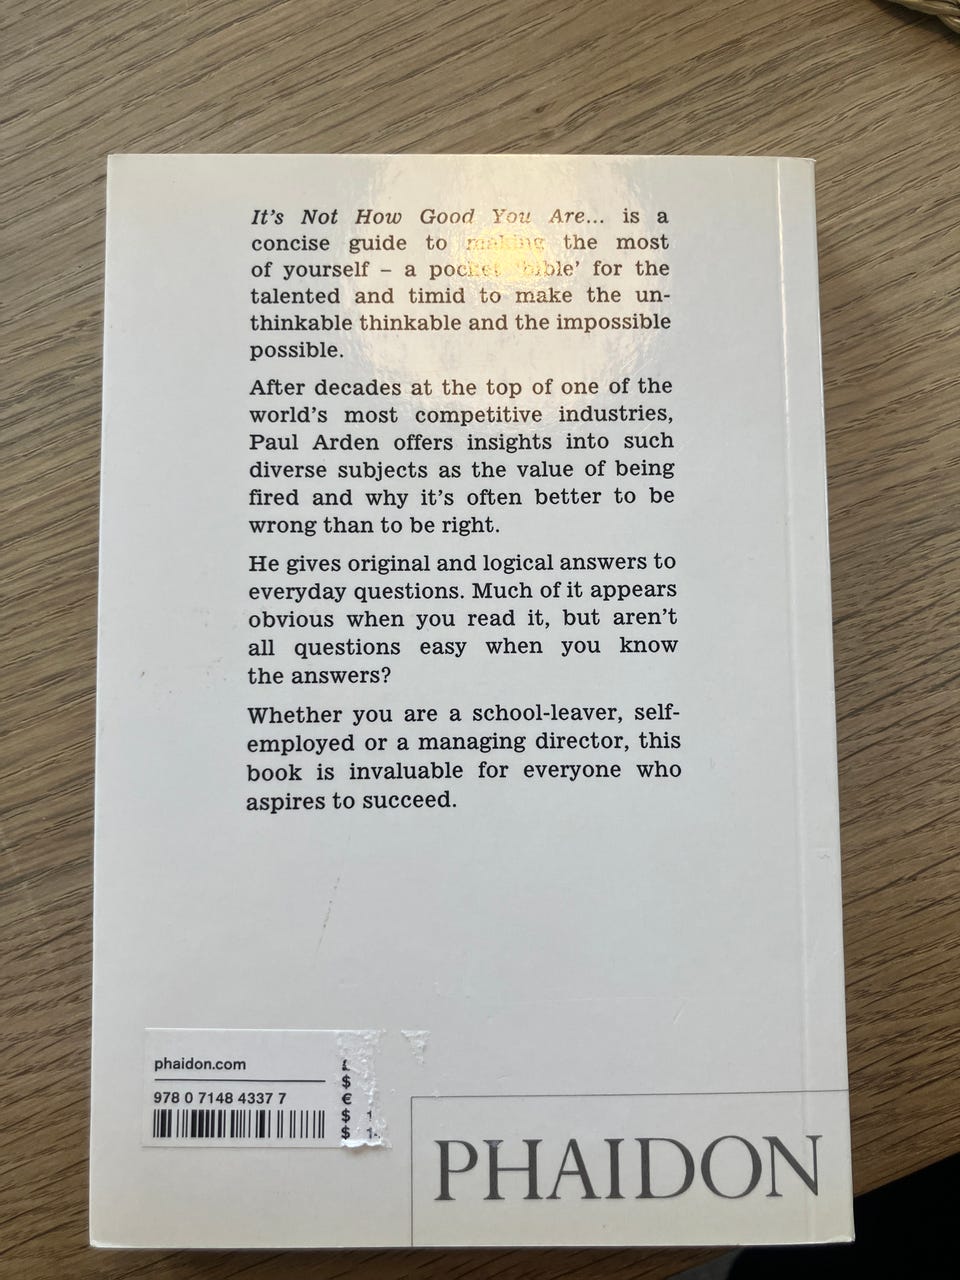 It's Not How Good You Are... is a
concise guide to making the most
of yourself – a pocket 'bible' for the
talented and timid to make the un-
thinkable thinkable and the impossible
possible.
After decades at the top of one of the
world's most competitive industries,
Paul Arden offers insights into such
diverse subjects as the value of being
fired and why it's often better to be
wrong than to be right.
He gives original and logical answers to
everyday questions. Much of it appears
obvious when you read it, but aren't
all questions easy when you know
the answers?
Whether you are a school-leaver, self-
employed or a managing director, this
book is invaluable for everyone who
aspires to succeed.
phaidon.com
978 0 7148 4337 7
£
$
€
$
$
PHAIDON